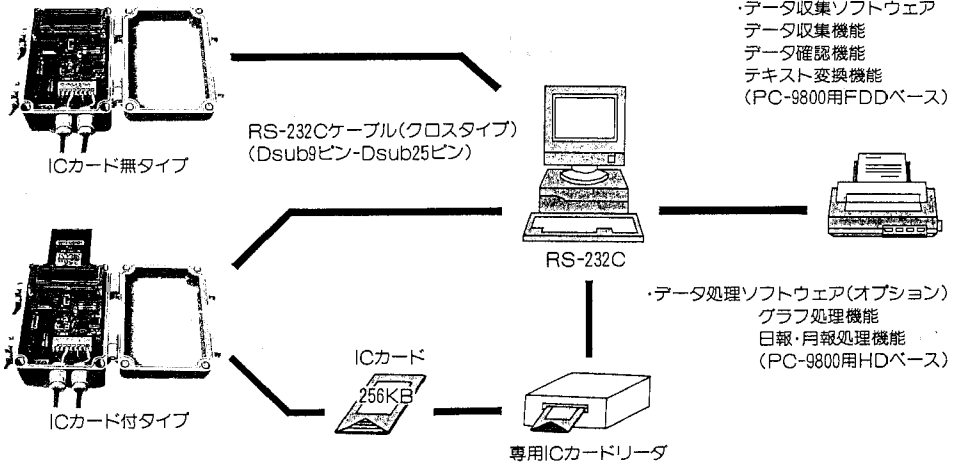 ・データ収集ソフトウェア
データ収集機能
データ確認機能
テキスト変換機能
(PC-9800用FDDベース)
RS-232Cケーブル(クロスタイプ)
(Dsub9ピン-Dsub25ピン)
ICカード無タイプ
RS-232C
・データ処理ソフトウェア(オプション)
グラフ処理機能
日報・月報処理機能
(PC-9800用HDベース)
ICカード
256KB
ICカード付タイプ
専用ICカードリーダ